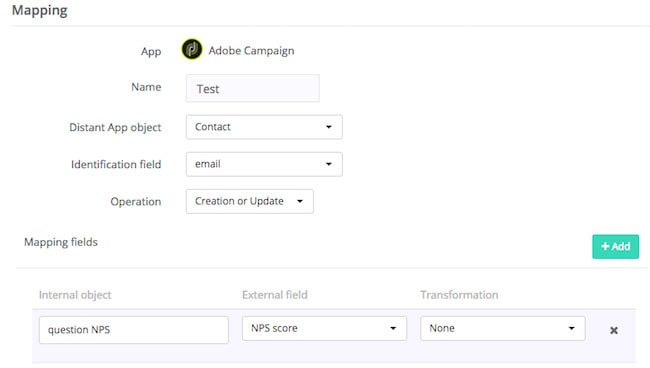 Mapping
App Adobe Campaign
Name Test
Distant App object Contact
Identification field email
Operation Creation or Update
Mapping fields + Add
Internal object External field Transformation
question NPS NPS score None